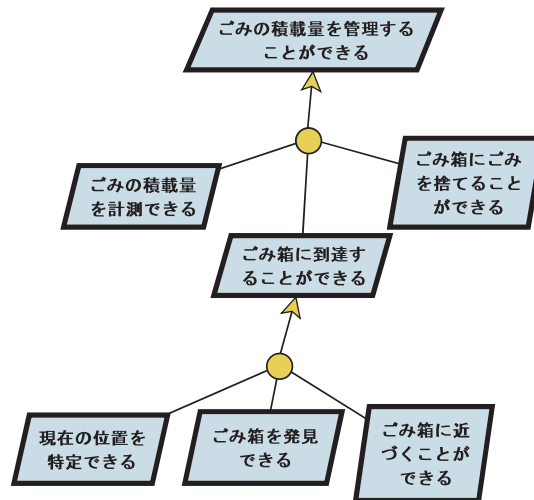 ごみの積載量を管理する
ことができる
ごみの積載量
を計測できる
ごみ箱にごみ
を捨てること
ができる
ごみ箱に到達す
ることができる
現在の位置を
特定できる
ごみ箱を発見
できる
ごみ箱に近
づくことが
できる